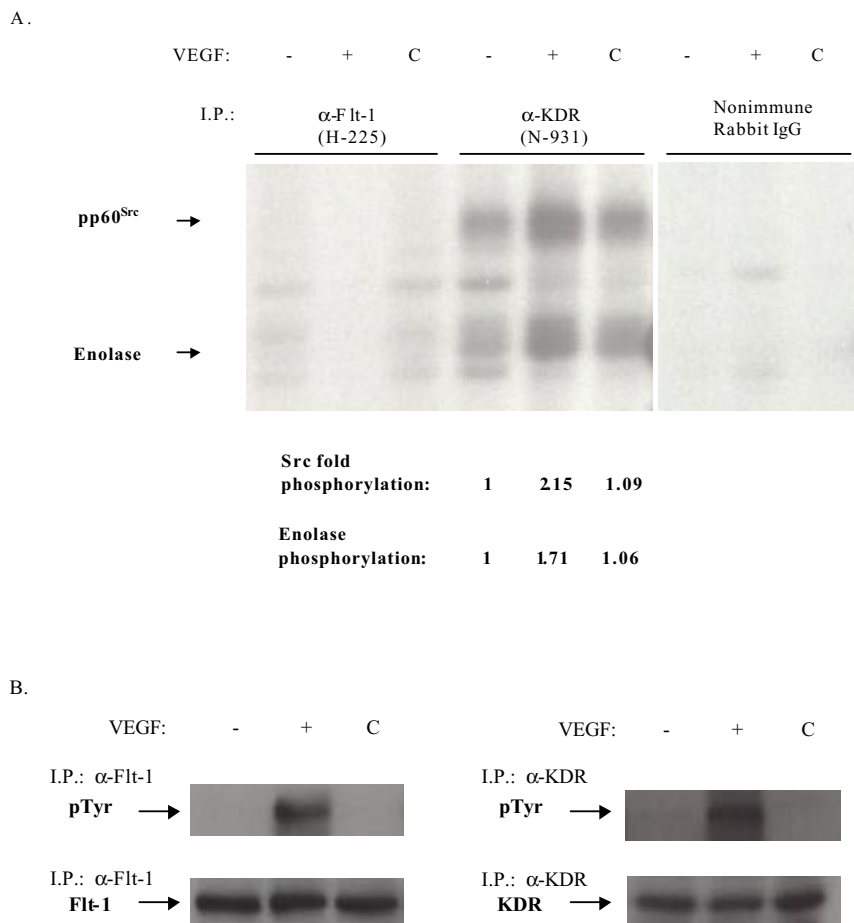 A.
VEGF: - + C - + C - + C
I.P.: α-Flt-1 α-KDR Nonimmune
(H-225) (N-931) Rabbit IgG
pp60Src
Enolase
Src fold
phosphorylation: 1 2.15 1.09
Enolase
phosphorylation: 1 1.71 1.06
B.
VEGF: - + C VEGF: - + C
I.P.: α-Flt-1 I.P.: α-KDR
pTyr pTyr
I.P.: α-Flt-1 I.P.: α-KDR
Flt-1 KDR